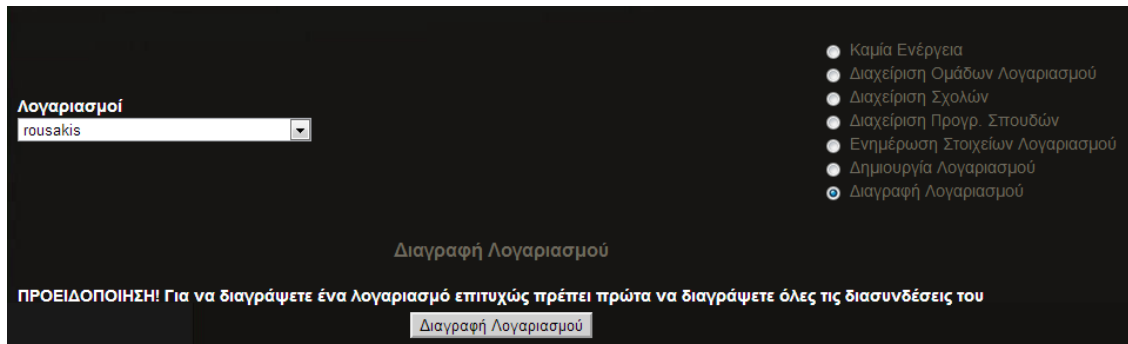 Καμία Ενέργεια
Διαχείριση Ομάδων Λογαριασμού
Διαχείριση Σχολών
Διαχείριση Προγρ. Σπουδών
Ενημέρωση Στοιχείων Λογαριασμού
Δημιουργία Λογαριασμού
Διαγραφή Λογαριασμού
Λογαριασμοί
rousakis
Διαγραφή Λογαριασμού
ΠΡΟΕΙΔΟΠΟΙΗΣΗ! Για να διαγράψετε ένα λογαριασμό επιτυχώς πρέπει πρώτα να διαγράψετε όλες τις διασυνδέσεις του
Διαγραφή Λογαριασμού